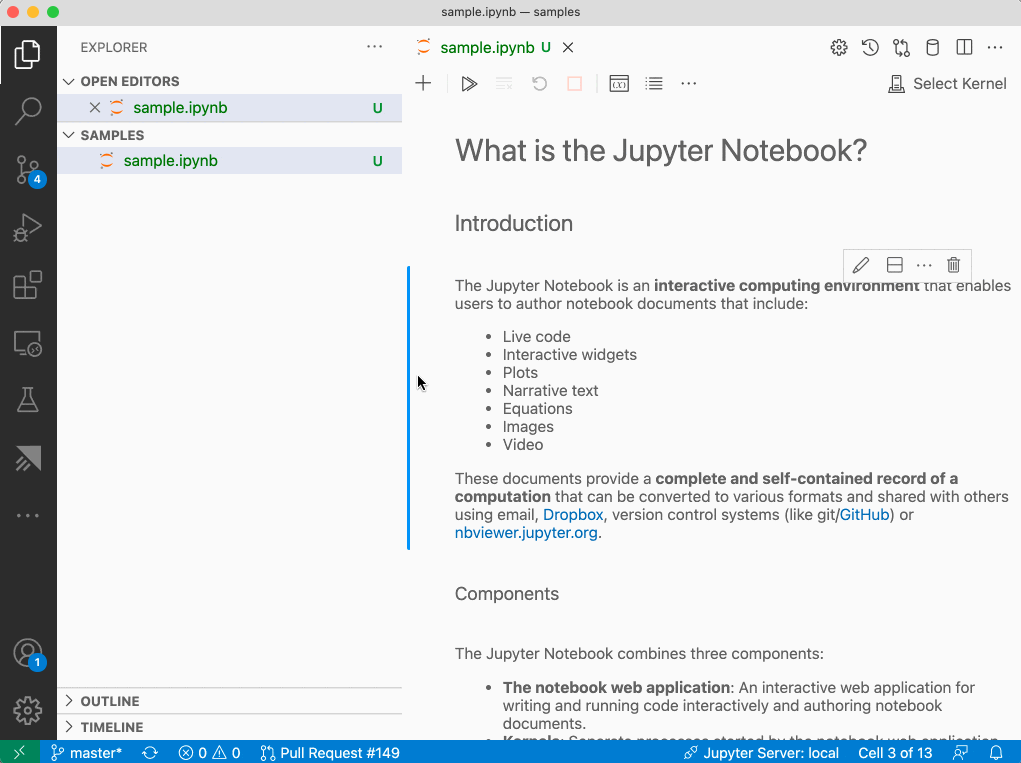 sample.ipynb — samples
EXPLORER
OPEN EDITORS
sample.ipynb U
SAMPLES
sample.ipynb U
OUTLINE
TIMELINE
4
1
sample.ipynb U
Select Kernel
What is the Jupyter Notebook?
Introduction
The Jupyter Notebook is an interactive computing environment that enables
users to author notebook documents that include:
• Live code
• Interactive widgets
• Plots
• Narrative text
• Equations
• Images
• Video
These documents provide a complete and self-contained record of a
computation that can be converted to various formats and shared with others
using email, Dropbox, version control systems (like git/GitHub) or
nbviewer.jupyter.org.
Components
The Jupyter Notebook combines three components:
• The notebook web application: An interactive web application for
writing and running code interactively and authoring notebook
documents.
• Kernels: Separate processes started by the notebook web application
master* 0 0 Pull Request #149 Jupyter Server: local Cell 3 of 13